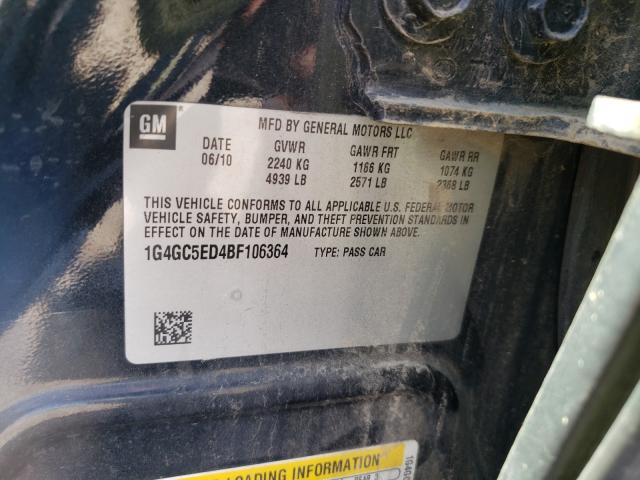 GM
MFD BY GENERAL MOTORS LLC
DATE GVWR GAWR FRT GAWR RR
06/10 2240 KG 1166 KG 1074 KG
4939 LB 2571 LB 2368 LB
THIS VEHICLE CONFORMS TO ALL APPLICABLE U.S. FEDERAL MOTOR
VEHICLE SAFETY, BUMPER, AND THEFT PREVENTION STANDARDS IN
EFFECT ON THE DATE OF MANUFACTURE SHOWN ABOVE.
1G4GC5ED4BF106364 TYPE: PASS CAR
LOADING INFORMATION
REAR
1G4GC